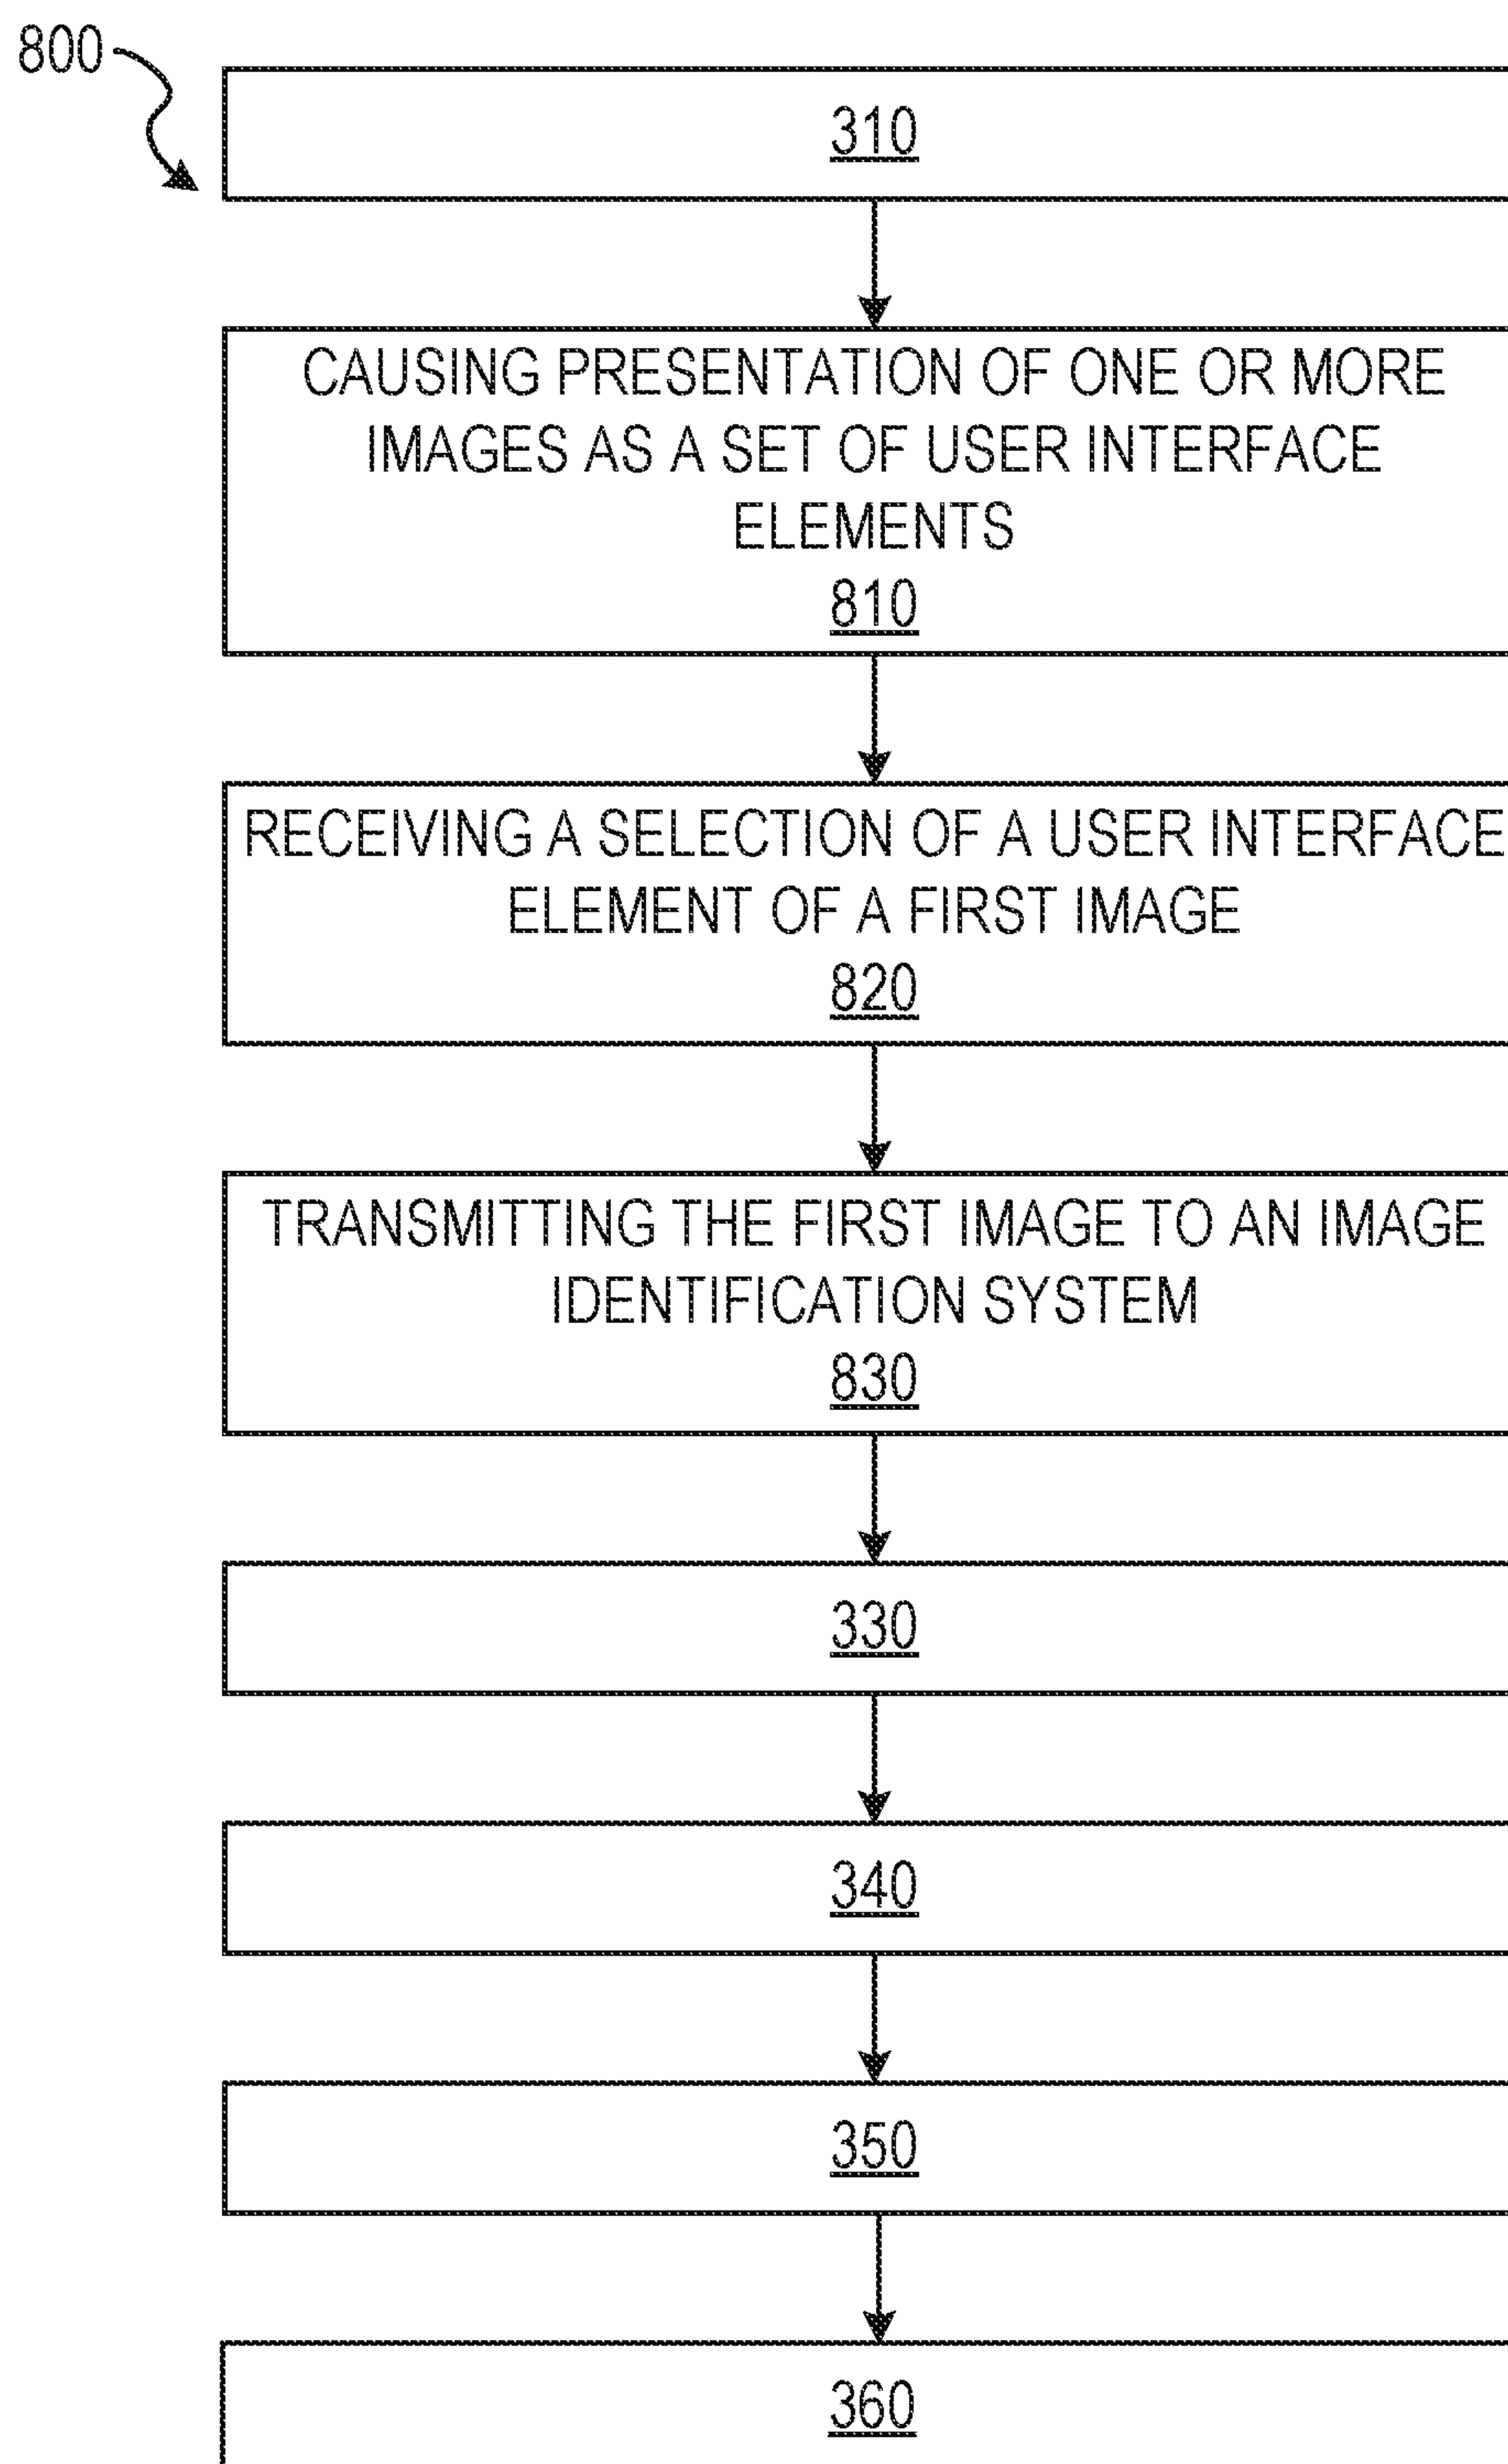 800
310
CAUSING PRESENTATION OF ONE OR MORE
IMAGES AS A SET OF USER INTERFACE
ELEMENTS
810
RECEIVING A SELECTION OF A USER INTERFACE
ELEMENT OF A FIRST IMAGE
820
TRANSMITTING THE FIRST IMAGE TO AN IMAGE
IDENTIFICATION SYSTEM
830
330
340
350
360